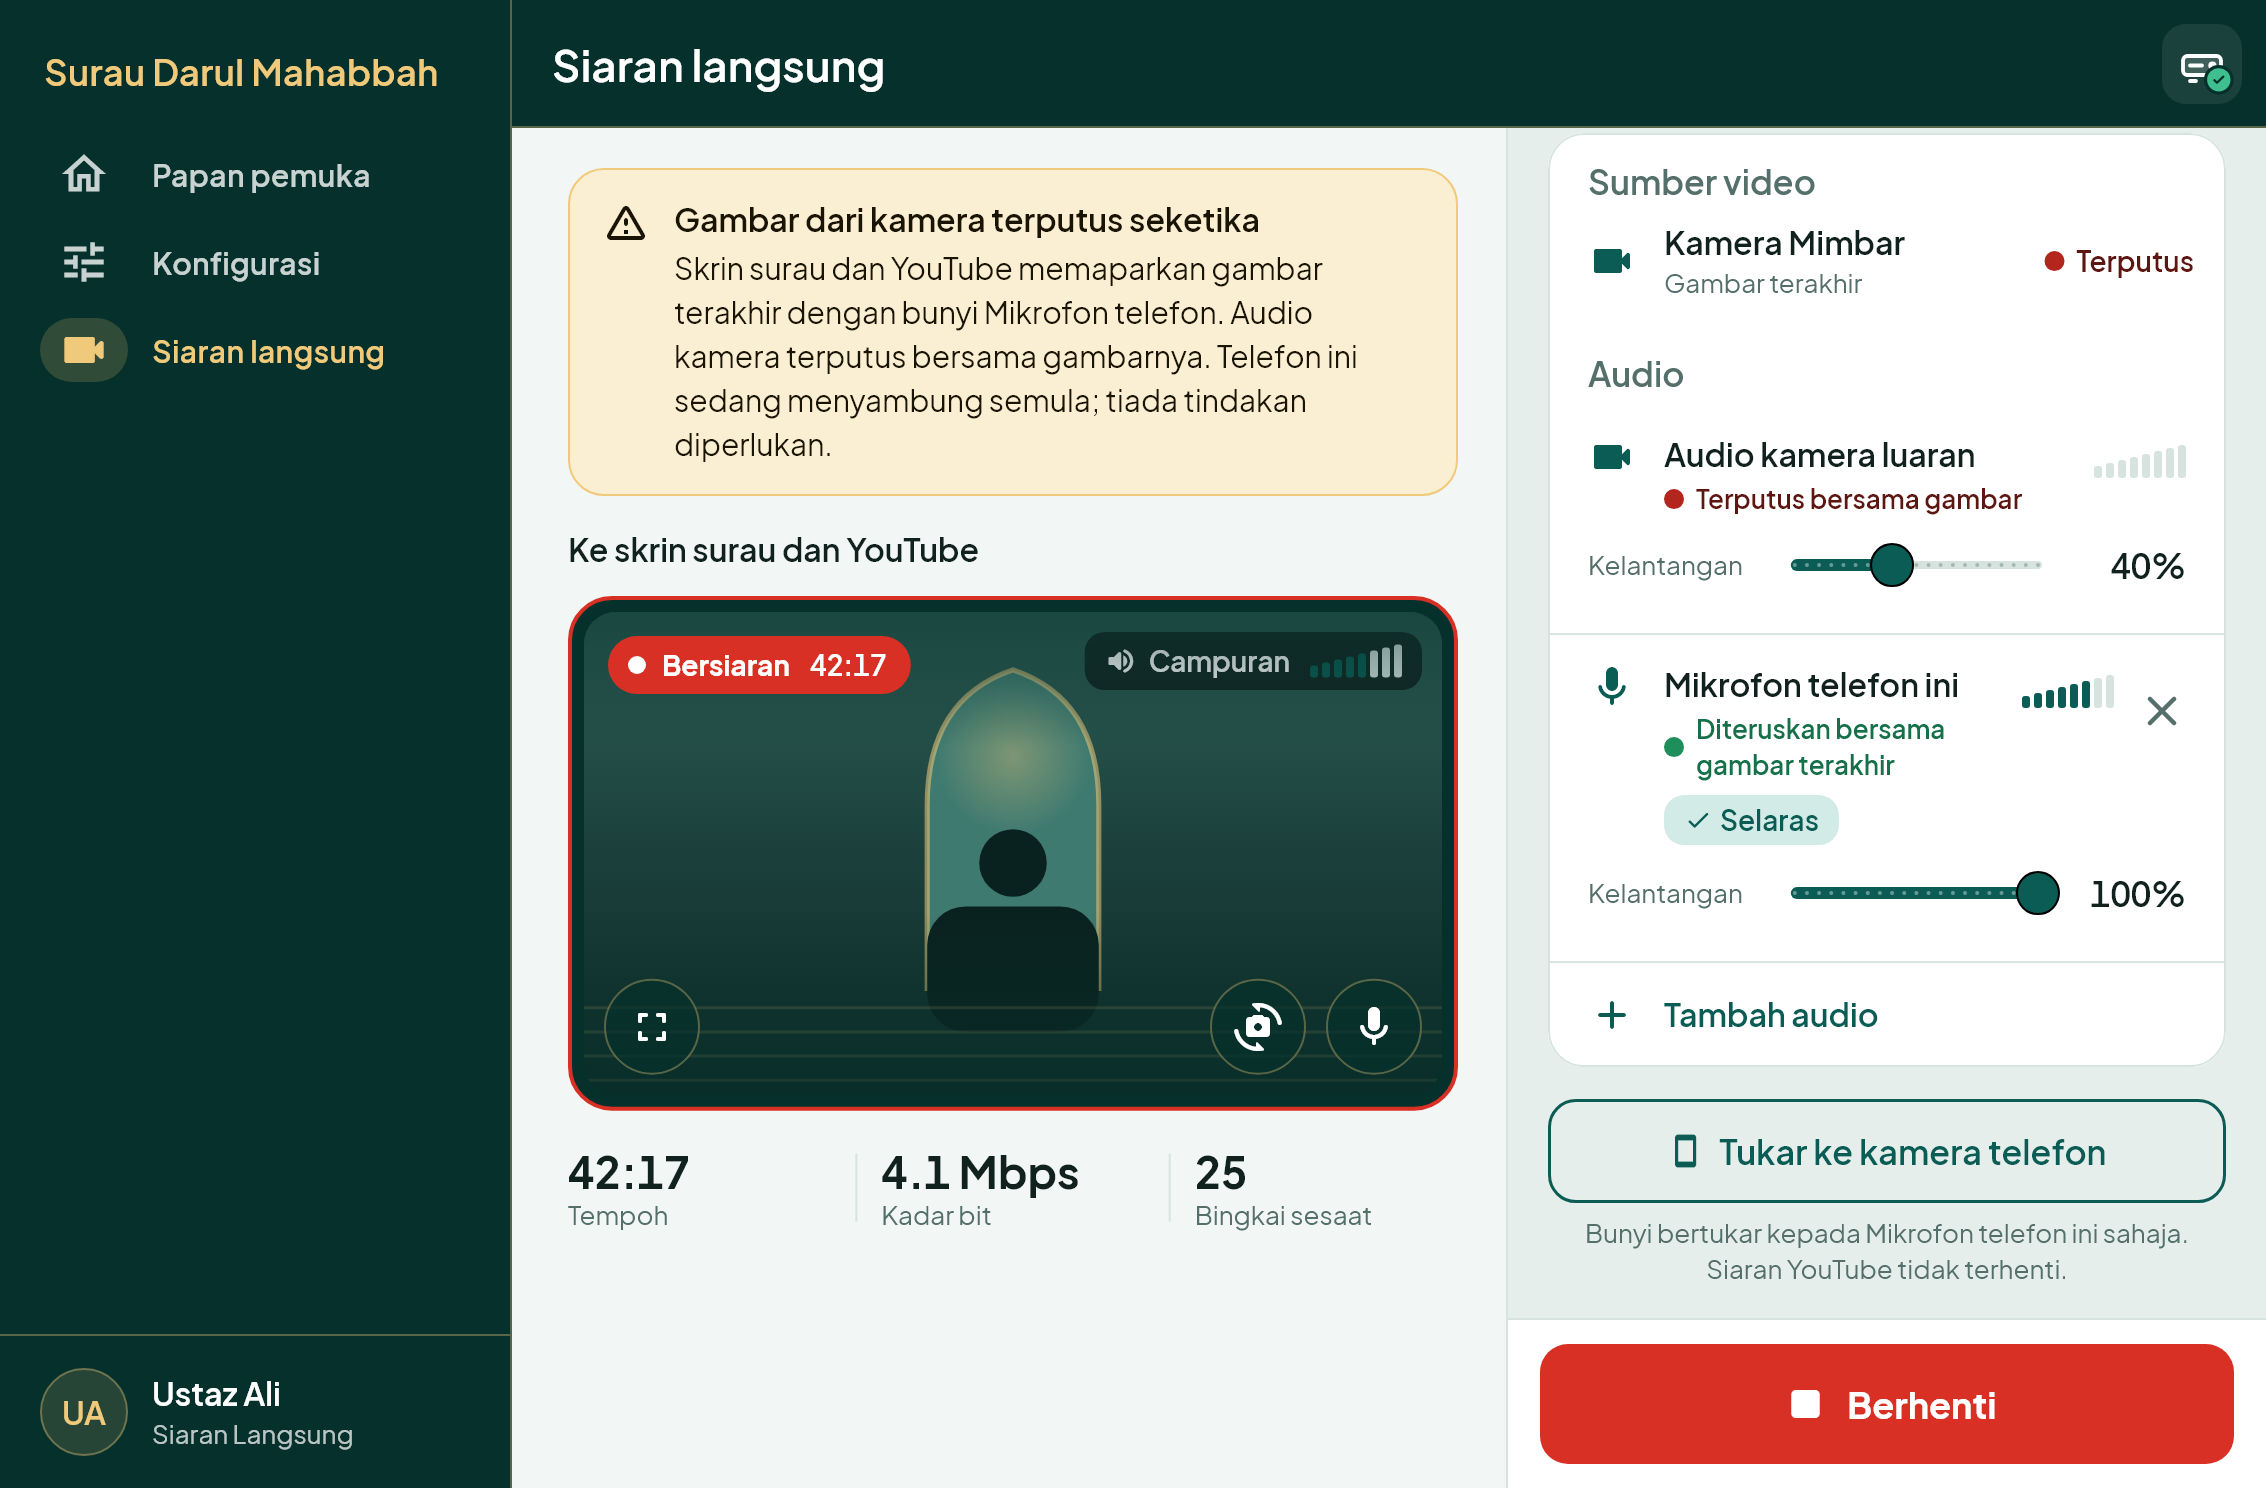 Surau Darul Mahabbah
Papan pemuka
Konfigurasi
Siaran langsung
UA
Ustaz Ali
Siaran Langsung
Siaran langsung
Gambar dari kamera terputus seketika
Skrin surau dan YouTube memaparkan gambar
terakhir dengan bunyi Mikrofon telefon. Audio
kamera terputus bersama gambarnya. Telefon ini
sedang menyambung semula; tiada tindakan
diperlukan.
Ke skrin surau dan YouTube
Bersiaran 42:17
Campuran
42:17
Tempoh
4.1 Mbps
Kadar bit
25
Bingkai sesaat
Sumber video
Kamera Mimbar
Gambar terakhir
Terputus
Audio
Audio kamera luaran
Terputus bersama gambar
Kelantangan
40%
Mikrofon telefon ini
Diteruskan bersama
gambar terakhir
Selaras
Kelantangan
100%
Tambah audio
Tukar ke kamera telefon
Bunyi bertukar kepada Mikrofon telefon ini sahaja.
Siaran YouTube tidak terhenti.
Berhenti